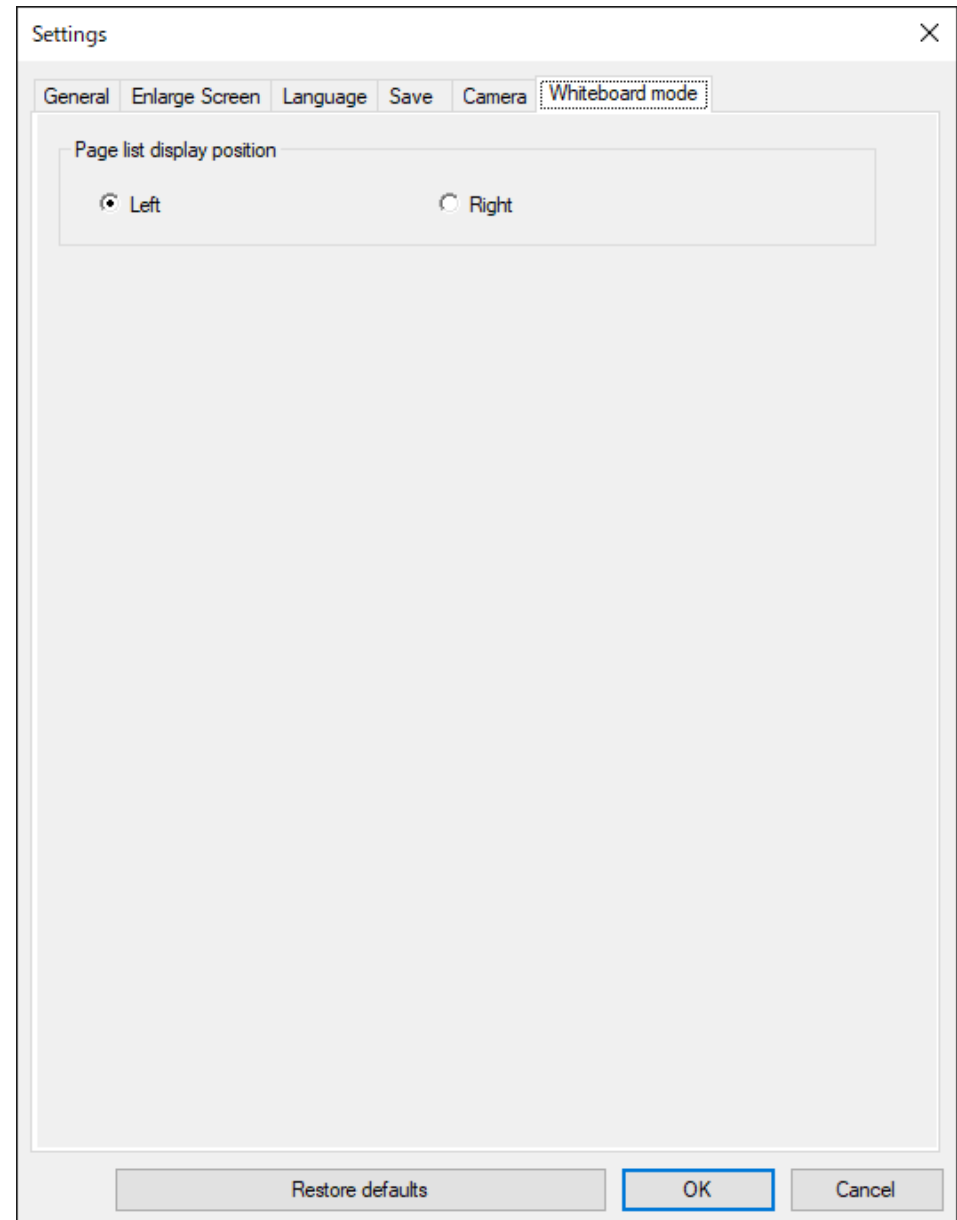 Settings
General Enlarge Screen Language Save Camera Whiteboard mode
Page list display position
Left Right
Restore defaults OK Cancel